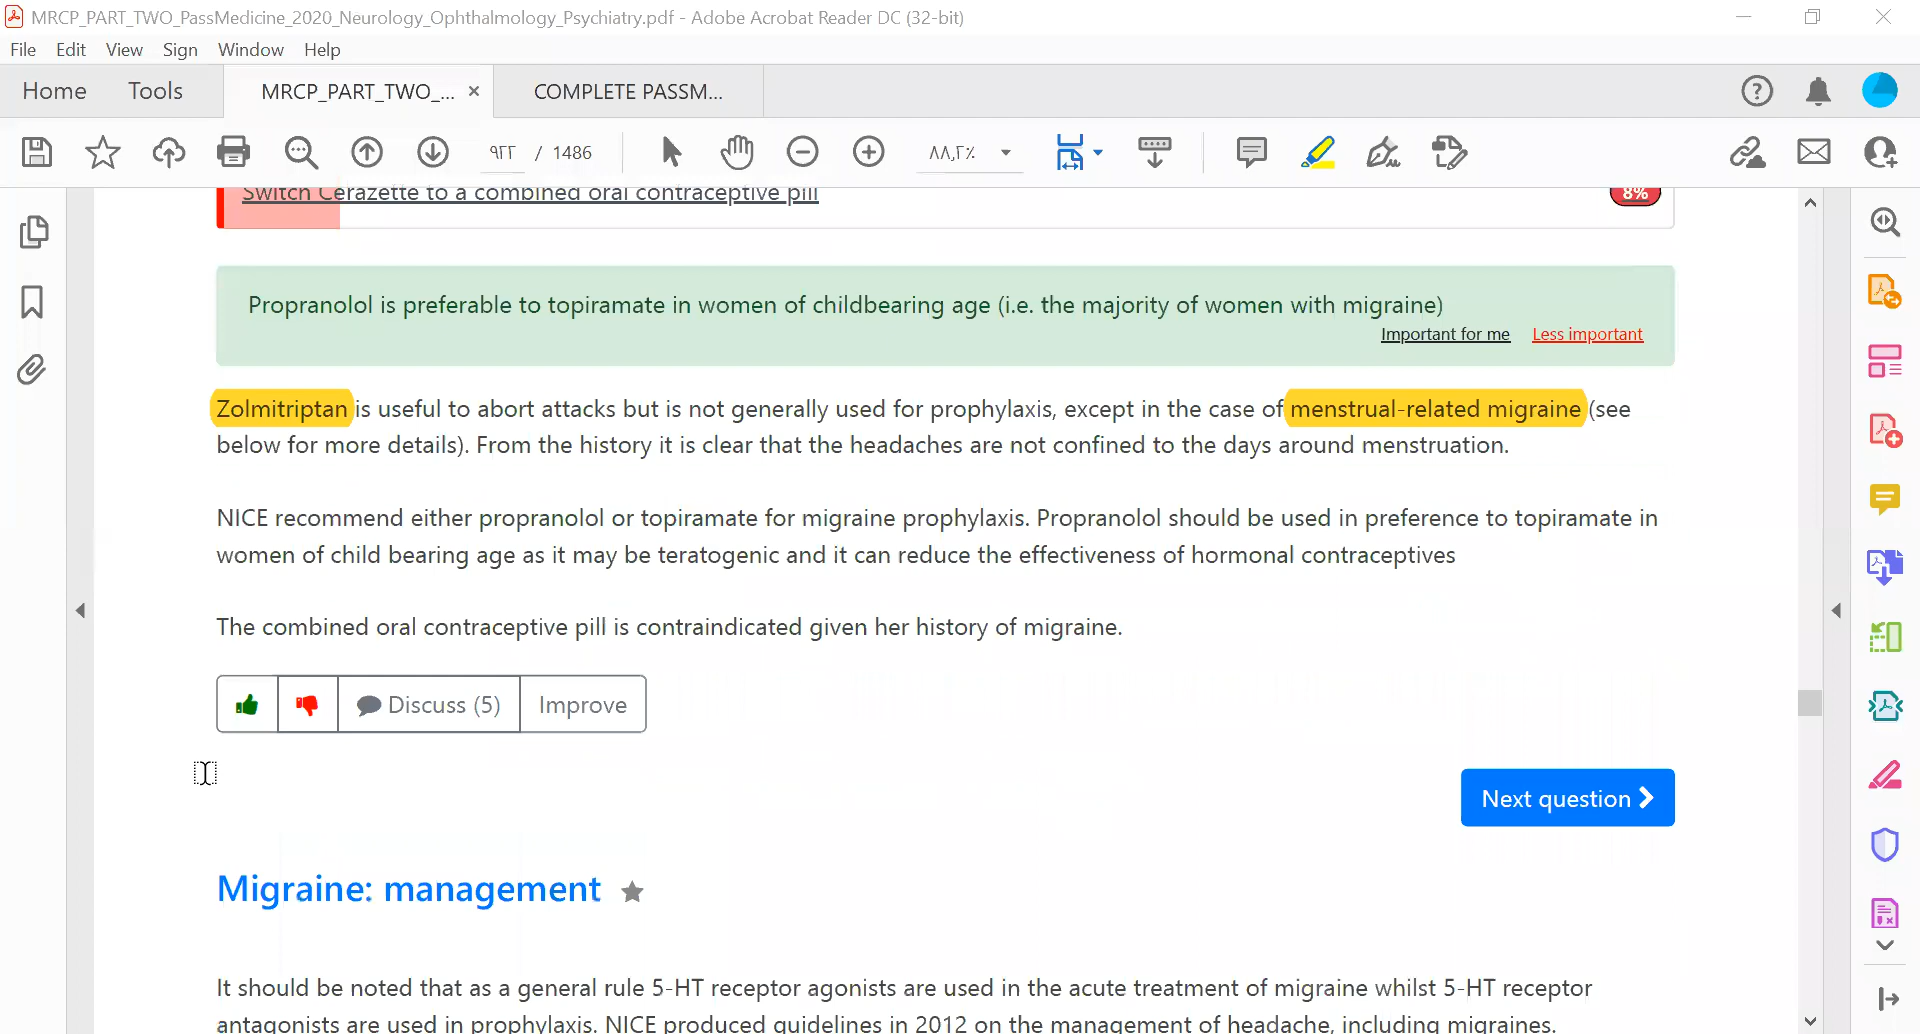 MRCP_PART_TWO_PassMedicine_2020_Neurology_Ophthalmology_Psychiatry.pdf - Adobe Acrobat Reader DC (32-bit)
File Edit View Sign Window Help
Home Tools MRCP_PART_TWO_... × COMPLETE PASSM...
٩٢٢ / 1486 ٨٨,٢٪
Switch Cerazette to a combined oral contraceptive pill 8%
Propranolol is preferable to topiramate in women of childbearing age (i.e. the majority of women with migraine)
Important for me Less important
Zolmitriptan is useful to abort attacks but is not generally used for prophylaxis, except in the case of menstrual-related migraine (see
below for more details). From the history it is clear that the headaches are not confined to the days around menstruation.
NICE recommend either propranolol or topiramate for migraine prophylaxis. Propranolol should be used in preference to topiramate in
women of child bearing age as it may be teratogenic and it can reduce the effectiveness of hormonal contraceptives
The combined oral contraceptive pill is contraindicated given her history of migraine.
Discuss (5) Improve
Next question
Migraine: management
It should be noted that as a general rule 5-HT receptor agonists are used in the acute treatment of migraine whilst 5-HT receptor
antagonists are used in prophylaxis. NICE produced guidelines in 2012 on the management of headache, including migraines.